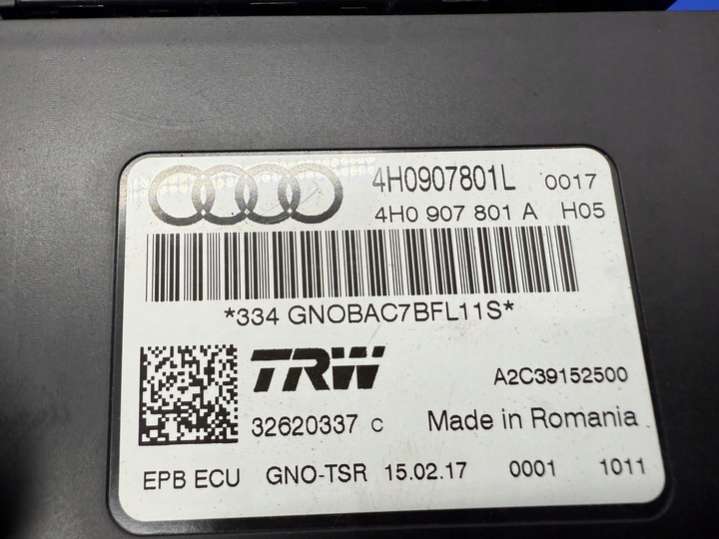 4H0907801L 0017
4H0 907 801 A H05
*334 GNOBAC7BFL11S*
TRW A2C39152500
32620337 C Made in Romania
EPB ECU GNO-TSR 15.02.17 0001 1011